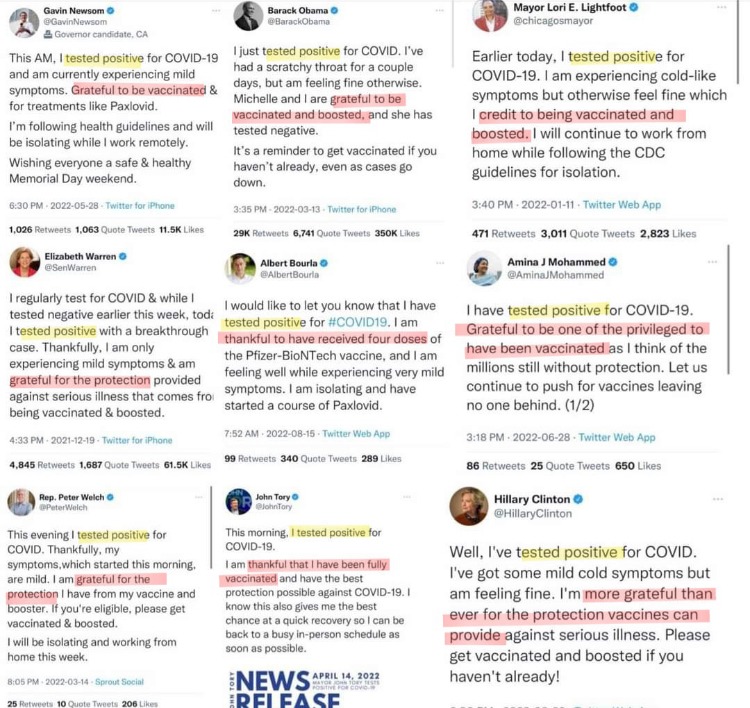 Gavin Newsom
@GavinNewsom
Governor candidate, CA
This AM, I tested positive for COVID-19
and am currently experiencing mild
symptoms. Grateful to be vaccinated &
for treatments like Paxlovid.
I'm following health guidelines and will
be isolating while I work remotely.
Wishing everyone a safe & healthy
Memorial Day weekend.
6:30 PM · 2022-05-28 · Twitter for iPhone
1,026 Retweets 1,063 Quote Tweets 11.5K Likes
Barack Obama
@BarackObama
I just tested positive for COVID. I've
had a scratchy throat for a couple
days, but am feeling fine otherwise.
Michelle and I are grateful to be
vaccinated and boosted, and she has
tested negative.
It's a reminder to get vaccinated if you
haven't already, even as cases go
down.
3:35 PM · 2022-03-13 · Twitter for iPhone
29K Retweets 6,741 Quote Tweets 350K Likes
Mayor Lori E. Lightfoot
@chicagosmayor
Earlier today, I tested positive for
COVID-19. I am experiencing cold-like
symptoms but otherwise feel fine which
I credit to being vaccinated and
boosted. I will continue to work from
home while following the CDC
guidelines for isolation.
3:40 PM · 2022-01-11 · Twitter Web App
471 Retweets 3,011 Quote Tweets 2,823 Likes
Elizabeth Warren
@SenWarren
I regularly test for COVID & while I
tested negative earlier this week, toda
I tested positive with a breakthrough
case. Thankfully, I am only
experiencing mild symptoms & am
grateful for the protection provided
against serious illness that comes fro
being vaccinated & boosted.
4:33 PM · 2021-12-19 · Twitter for iPhone
4,845 Retweets 1,687 Quote Tweets 61.5K Likes
Albert Bourla
@AlbertBourla
I would like to let you know that I have
tested positive for #COVID19. I am
thankful to have received four doses of
the Pfizer-BioNTech vaccine, and I am
feeling well while experiencing very mild
symptoms. I am isolating and have
started a course of Paxlovid.
7:52 AM · 2022-08-15 · Twitter Web App
99 Retweets 340 Quote Tweets 289 Likes
Amina J Mohammed
@AminaJMohammed
I have tested positive for COVID-19.
Grateful to be one of the privileged to
have been vaccinated as I think of the
millions still without protection. Let us
continue to push for vaccines leaving
no one behind. (1/2)
3:18 PM · 2022-06-28 · Twitter Web App
86 Retweets 25 Quote Tweets 650 Likes
Rep. Peter Welch
@PeterWelch
This evening I tested positive for
COVID. Thankfully, my
symptoms,which started this morning,
are mild. I am grateful for the
protection I have from my vaccine and
booster. If you're eligible, please get
vaccinated & boosted.
I will be isolating and working from
home this week.
8:05 PM · 2022-03-14 · Sprout Social
25 Retweets 10 Quote Tweets 206 Likes
John Tory
@JohnTory
This morning, I tested positive for
COVID-19.
I am thankful that I have been fully
vaccinated and have the best
protection possible against COVID-19. I
know this also gives me the best
chance at a quick recovery so I can be
back to a busy in-person schedule as
soon as possible.
JOHN TORY
NEWS
RELEASE
APRIL 14, 2022
MAYOR JOHN TORY TESTS
POSITIVE FOR COVID-19
Hillary Clinton
@HillaryClinton
Well, I've tested positive for COVID.
I've got some mild cold symptoms but
am feeling fine. I'm more grateful than
ever for the protection vaccines can
provide against serious illness. Please
get vaccinated and boosted if you
haven't already!